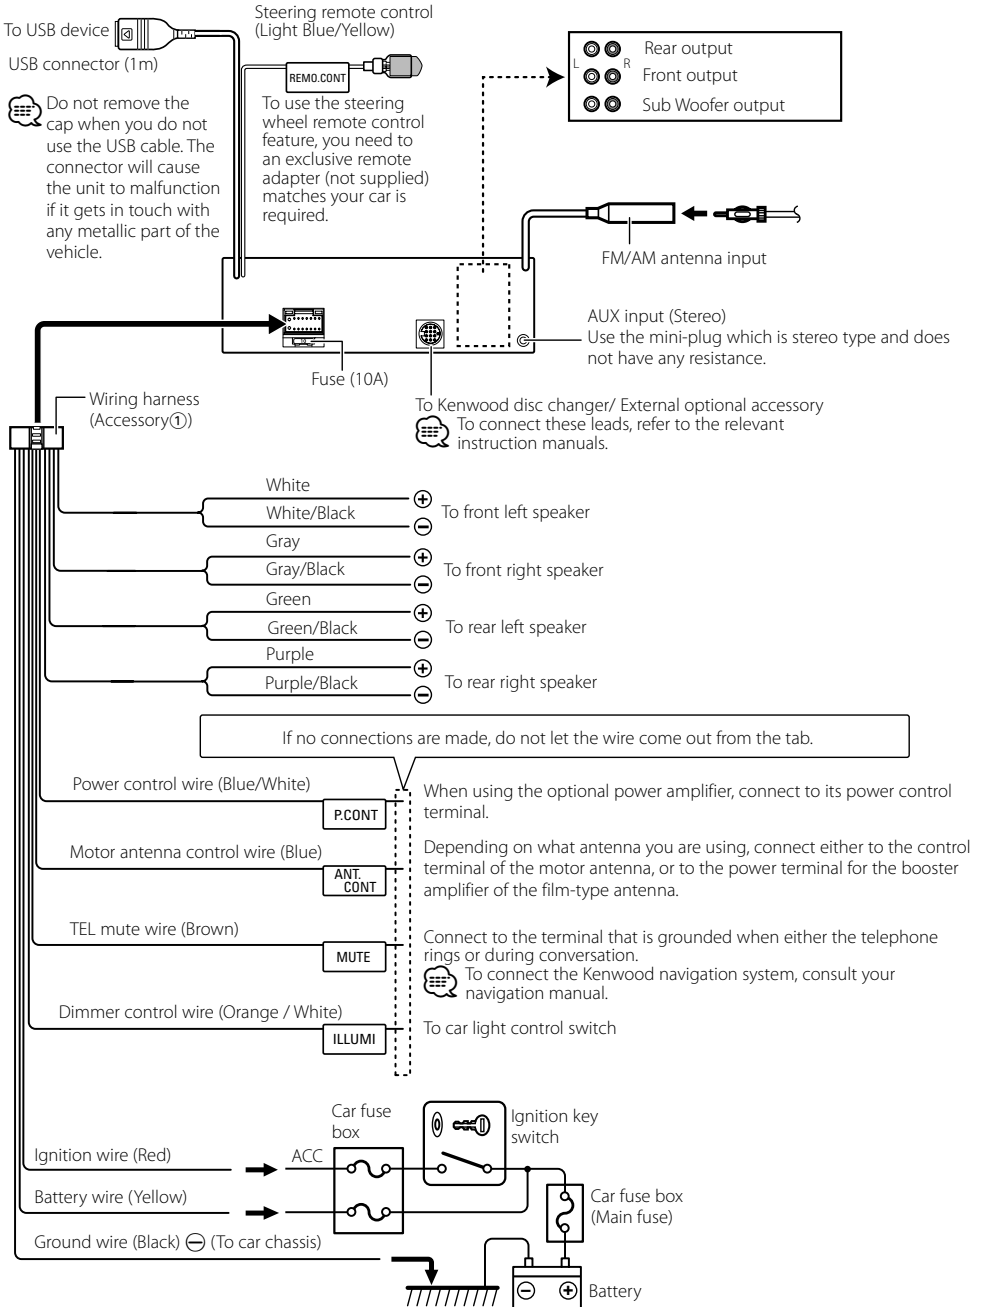 Steering remote control
(Light Blue/Yellow)
To USB device
USB connector (1m)
REMO.CONT
Do not remove the
cap when you do not
use the USB cable. The
connector will cause
the unit to malfunction
if it gets in touch with
any metallic part of the
vehicle.
To use the steering
wheel remote control
feature, you need to
an exclusive remote
adapter (not supplied)
matches your car is
required.
L
R
Rear output
Front output
Sub Woofer output
FM/AM antenna input
AUX input (Stereo)
Use the mini-plug which is stereo type and does
not have any resistance.
Fuse (10A)
Wiring harness
(Accessory①)
To Kenwood disc changer/ External optional accessory
To connect these leads, refer to the relevant
instruction manuals.
White
White/Black
⊕
⊖
To front left speaker
Gray
Gray/Black
⊕
⊖
To front right speaker
Green
Green/Black
⊕
⊖
To rear left speaker
Purple
Purple/Black
⊕
⊖
To rear right speaker
If no connections are made, do not let the wire come out from the tab.
Power control wire (Blue/White)
P.CONT
When using the optional power amplifier, connect to its power control
terminal.
Motor antenna control wire (Blue)
ANT.
CONT
Depending on what antenna you are using, connect either to the control
terminal of the motor antenna, or to the power terminal for the booster
amplifier of the film-type antenna.
TEL mute wire (Brown)
MUTE
Connect to the terminal that is grounded when either the telephone
rings or during conversation.
To connect the Kenwood navigation system, consult your
navigation manual.
Dimmer control wire (Orange / White)
ILLUMI
To car light control switch
Car fuse
box
Ignition key
switch
Ignition wire (Red)
ACC
Battery wire (Yellow)
Car fuse box
(Main fuse)
Ground wire (Black) ⊖ (To car chassis)
⊖ ⊕ Battery